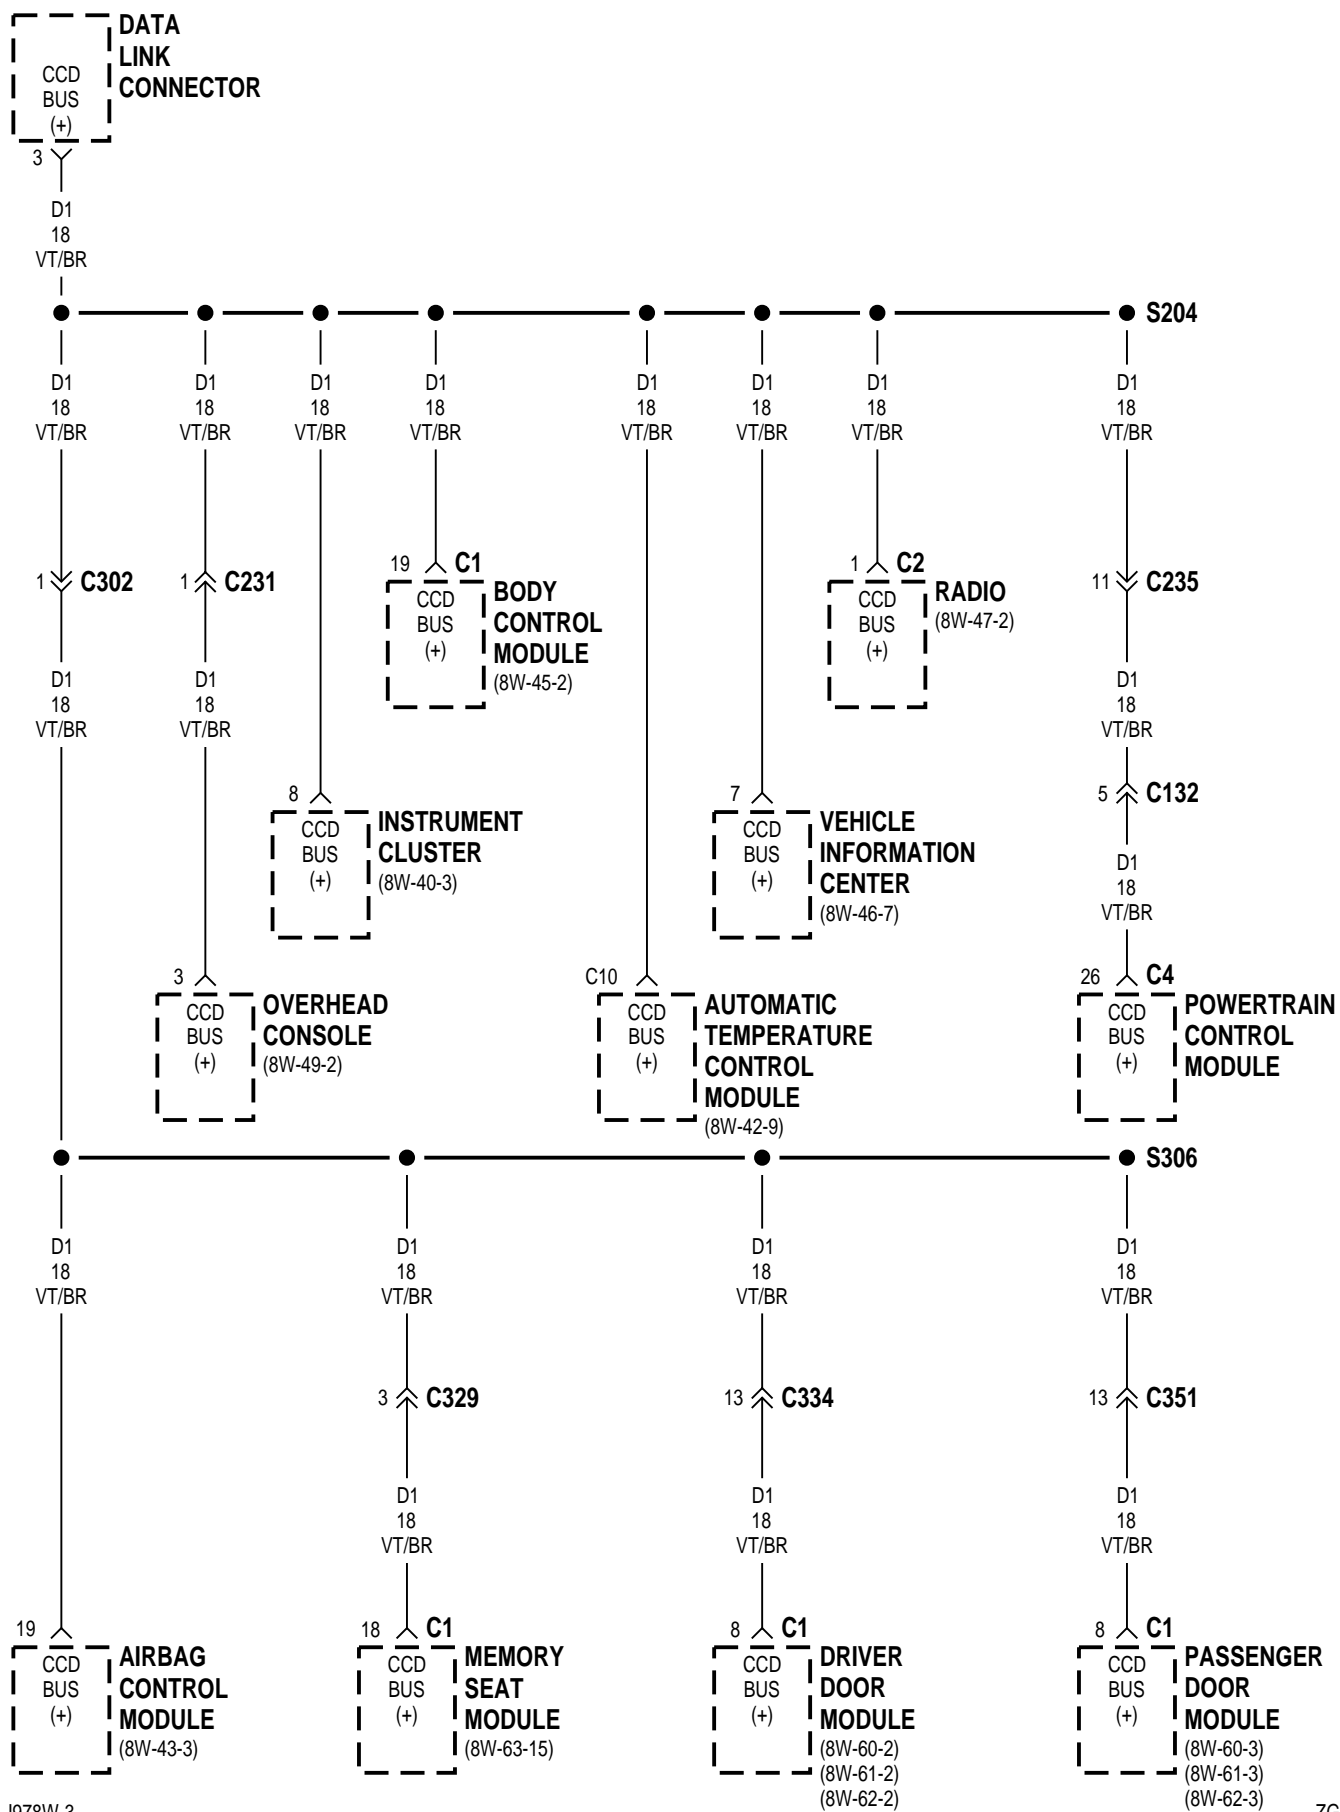 DATA
LINK
CONNECTOR
CCD
BUS
(+)
3
D1
18
VT/BR
S204
D1 D1 D1 D1 D1 D1 D1 D1
18 18 18 18 18 18 18 18
VT/BR VT/BR VT/BR VT/BR VT/BR VT/BR VT/BR VT/BR
1 C302
1 C231
19 C1
CCD
BUS
(+)
BODY
CONTROL
MODULE
(8W-45-2)
1 C2
CCD
BUS
(+)
RADIO
(8W-47-2)
11 C235
D1 D1 D1
18 18 18
VT/BR VT/BR VT/BR
8
CCD
BUS
(+)
INSTRUMENT
CLUSTER
(8W-40-3)
7
CCD
BUS
(+)
VEHICLE
INFORMATION
CENTER
(8W-46-7)
5 C132
D1
18
VT/BR
3
CCD
BUS
(+)
OVERHEAD
CONSOLE
(8W-49-2)
C10
CCD
BUS
(+)
AUTOMATIC
TEMPERATURE
CONTROL
MODULE
(8W-42-9)
26 C4
CCD
BUS
(+)
POWERTRAIN
CONTROL
MODULE
S306
D1 D1 D1 D1
18 18 18 18
VT/BR VT/BR VT/BR VT/BR
3 C329
13 C334
13 C351
D1 D1 D1
18 18 18
VT/BR VT/BR VT/BR
19
CCD
BUS
(+)
AIRBAG
CONTROL
MODULE
(8W-43-3)
18 C1
CCD
BUS
(+)
MEMORY
SEAT
MODULE
(8W-63-15)
8 C1
CCD
BUS
(+)
DRIVER
DOOR
MODULE
(8W-60-2)
(8W-61-2)
(8W-62-2)
8 C1
CCD
BUS
(+)
PASSENGER
DOOR
MODULE
(8W-60-3)
(8W-61-3)
(8W-62-3)